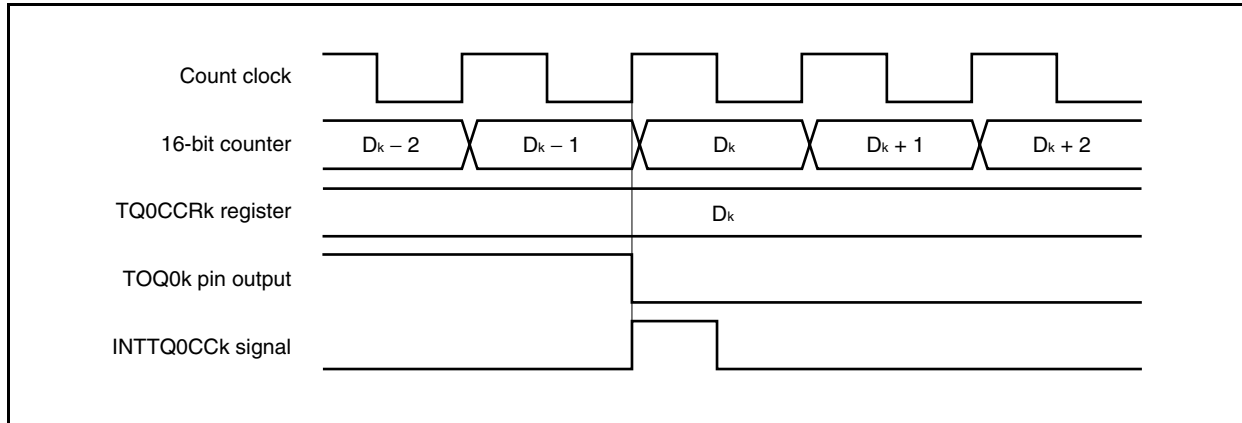 Count clock
16-bit counter
Dk − 2 Dk − 1 Dk Dk + 1 Dk + 2
TQ0CCRk register
Dk
TOQ0k pin output
INTTQ0CCk signal